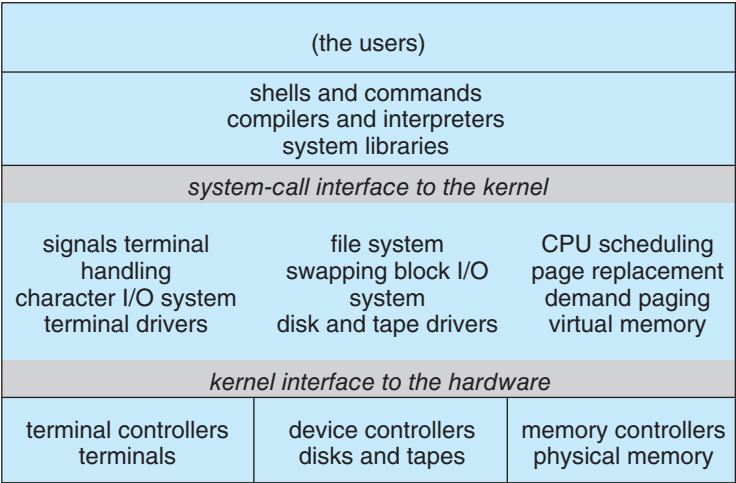 (the users)
shells and commands
compilers and interpreters
system libraries
system-call interface to the kernel
signals terminal
handling
character I/O system
terminal drivers
file system
swapping block I/O
system
disk and tape drivers
CPU scheduling
page replacement
demand paging
virtual memory
kernel interface to the hardware
terminal controllers
terminals
device controllers
disks and tapes
memory controllers
physical memory